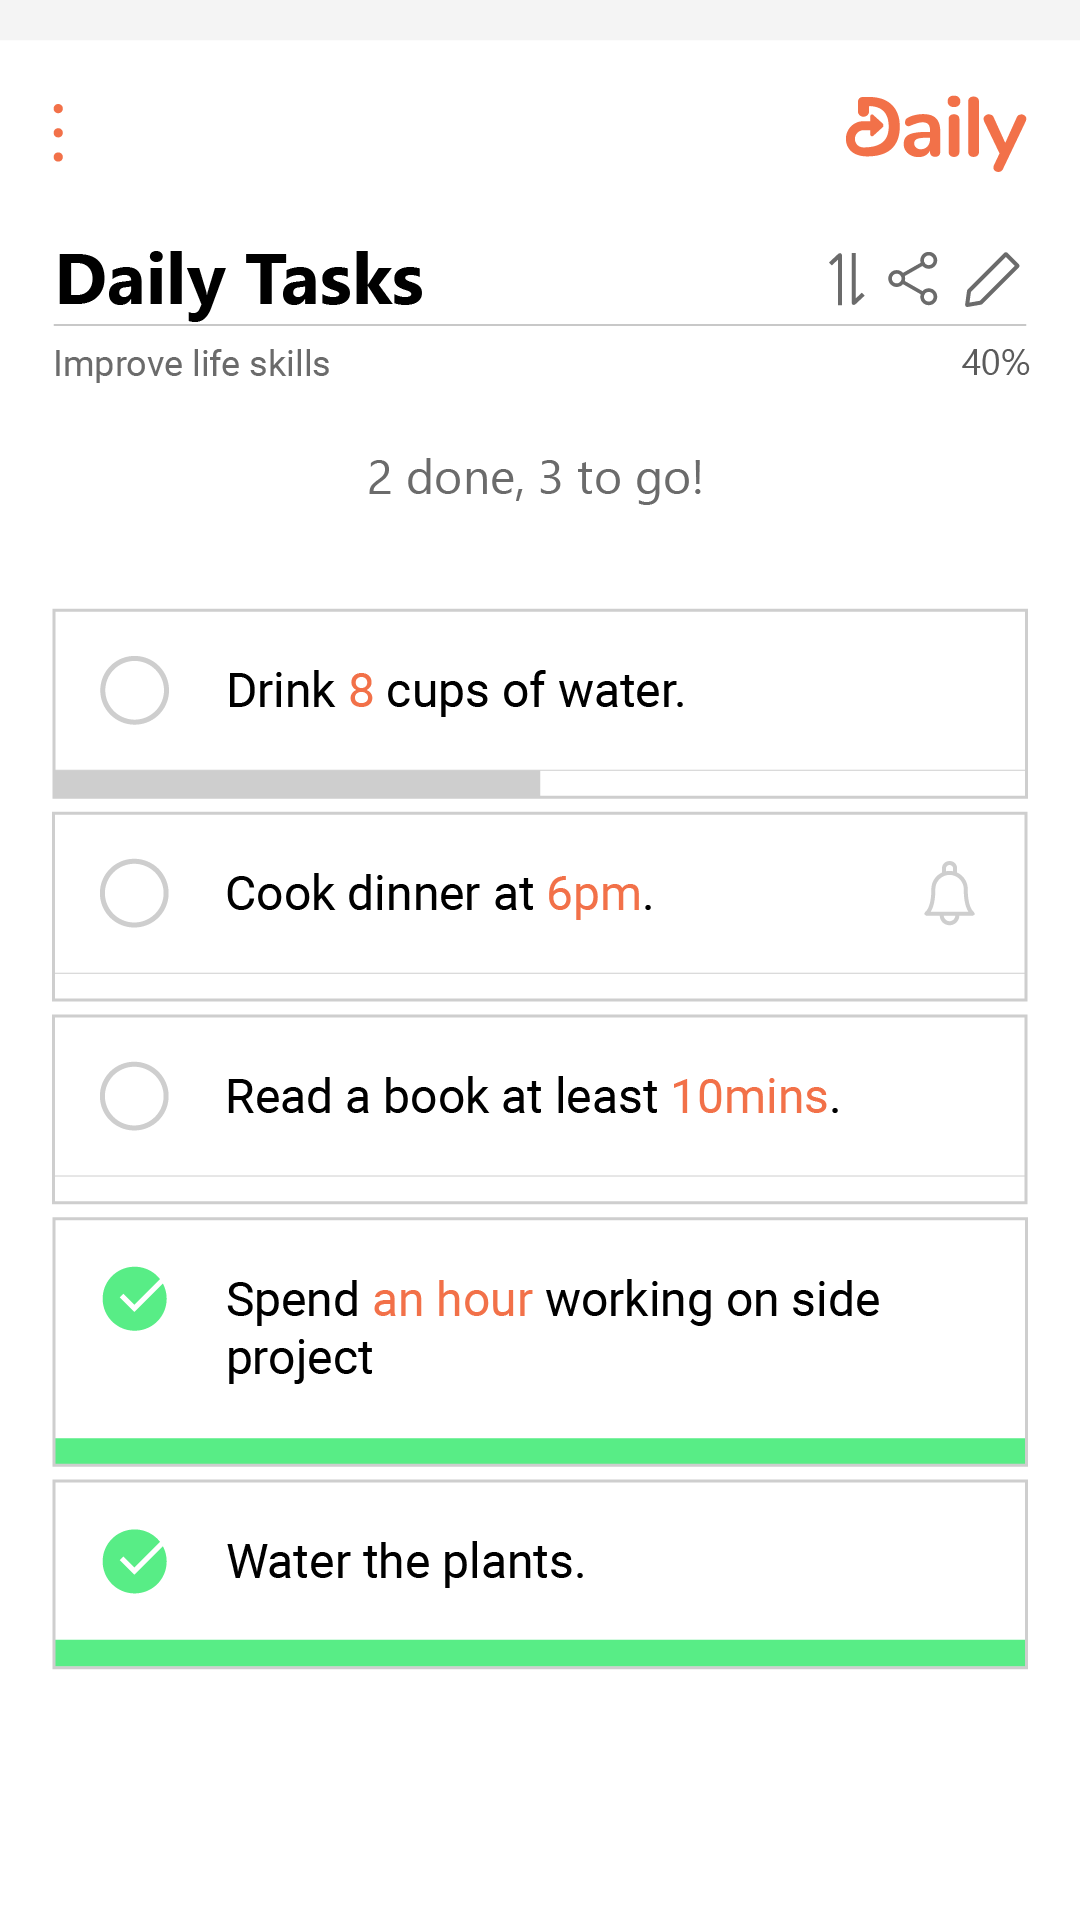 Daily
Daily Tasks
Improve life skills
40%
2 done, 3 to go!
Drink 8 cups of water.
Cook dinner at 6pm.
Read a book at least 10mins.
Spend an hour working on side
project
Water the plants.